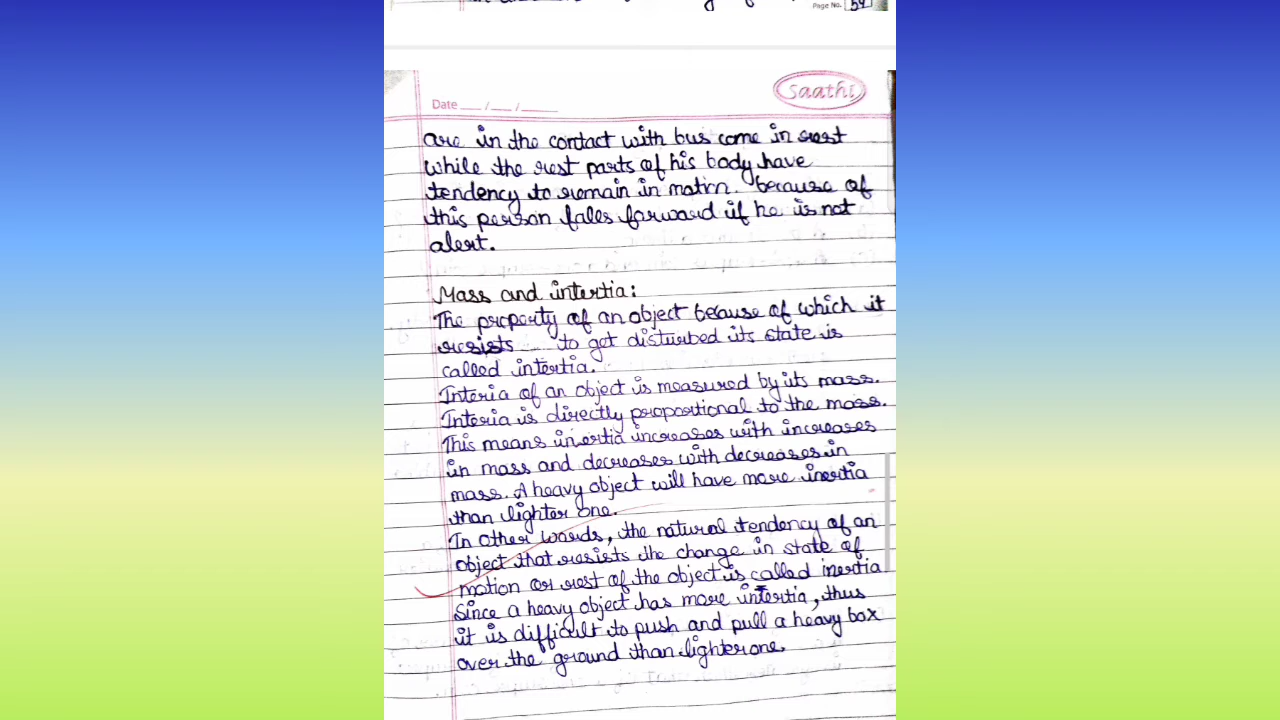 Page No. 59
Saathi
Date __ / __ / ____
are in the contact with bus come in rest
while the rest parts of his body have
tendency to remain in motion. because of
this person falls forward if he is not
alert.
Mass and intertia:
The property of an object because of which it
resists to get disturbed its state is
called intertia.
Interia of an object is measured by its mass.
Interia is directly proportional to the mass.
This means inertia increases with increases
in mass and decreases with decreases in
mass. A heavy object will have more inertia
than lighter one.
In other words, the natural tendency of an
object that resists the change in state of
motion or rest of the object is called inertia
Since a heavy object has more intertia, thus
it is difficult to push and pull a heavy box
over the ground than lighter one.